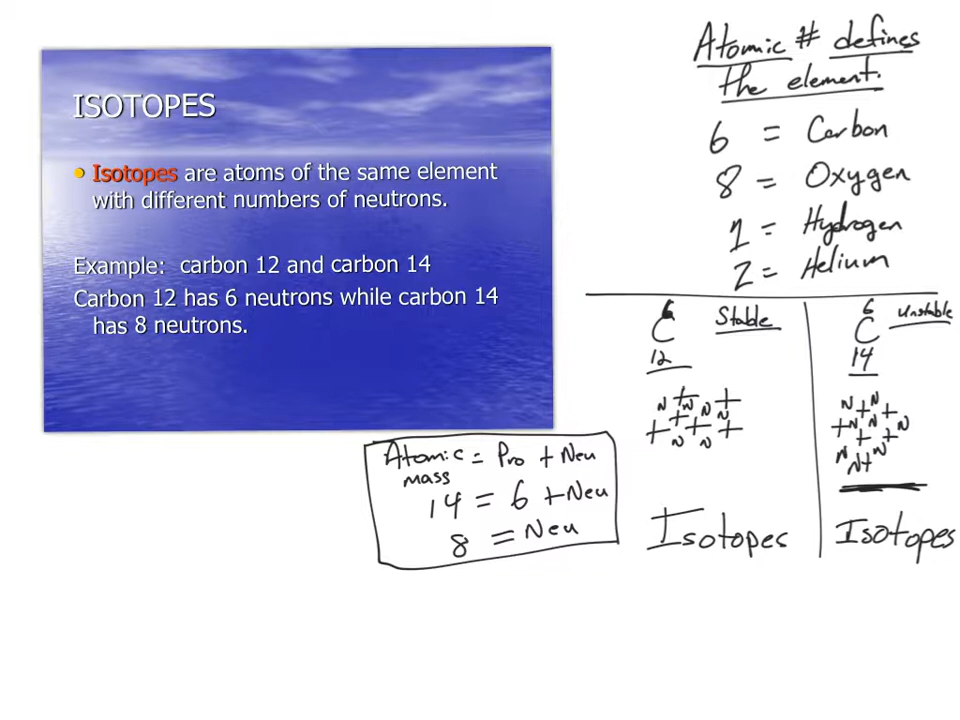 ISOTOPES
• Isotopes are atoms of the same element
with different numbers of neutrons.
Example: carbon 12 and carbon 14
Carbon 12 has 6 neutrons while carbon 14
has 8 neutrons.
Atomic # defines
the element.
6 = Carbon
8 = Oxygen
1 = Hydrogen
2 = Helium
6
C Stable
12
N + N +
+ N N
+ + +
N N
Isotopes
6
C Unstable
14
N N
+ +
+ N N N
+ +
N N
N +
Isotopes
Atomic mass = Pro + Neu
14 = 6 + Neu
8 = Neu